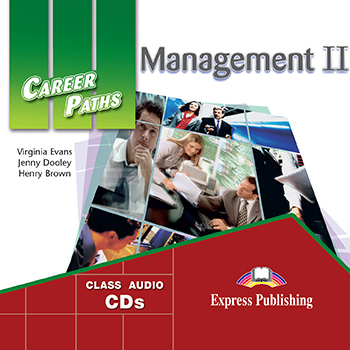 Management II
CAREER
PATHS
Virginia Evans
Jenny Dooley
Henry Brown
CLASS AUDIO
CDs
Express Publishing